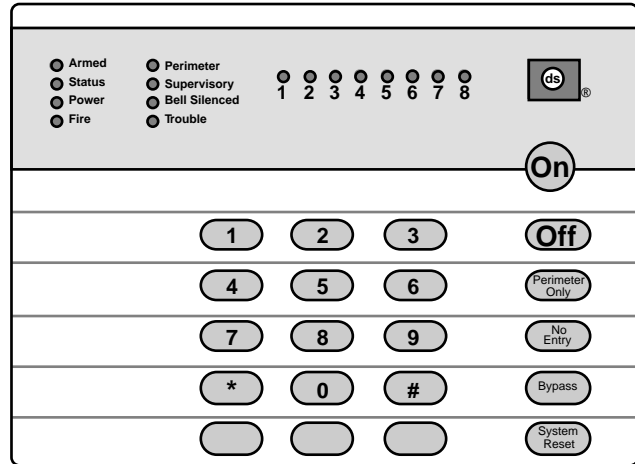 Armed
Status
Power
Fire
Perimeter
Supervisory
Bell Silenced
Trouble
1 2 3 4 5 6 7 8
ds
®
On
1 2 3 Off
4 5 6 Perimeter
Only
7 8 9 No
Entry
* 0 # Bypass
System
Reset